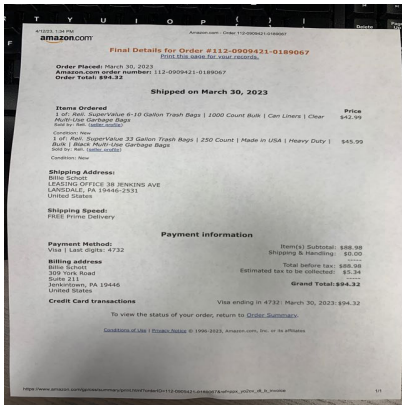 T Y U I O P { }
Delete
F
4/12/23, 1:34 PM
Amazon.com - Order 112-0909421-0189067
amazon.com
Final Details for Order #112-0909421-0189067
Print this page for your records.
Order Placed: March 30, 2023
Amazon.com order number: 112-0909421-0189067
Order Total: $94.32
Shipped on March 30, 2023
Items Ordered Price
1 of: Reli. SuperValue 6-10 Gallon Trash Bags | 1000 Count Bulk | Can Liners | Clear $42.99
Multi-Use Garbage Bags
Sold by: Reli. (seller profile)
Condition: New
1 of: Reli. SuperValue 33 Gallon Trash Bags | 250 Count | Made in USA | Heavy Duty | $45.99
Bulk | Black Multi-Use Garbage Bags
Sold by: Reli. (seller profile)
Condition: New
Shipping Address:
Billie Schott
LEASING OFFICE 38 JENKINS AVE
LANSDALE, PA 19446-2531
United States
Shipping Speed:
FREE Prime Delivery
Payment information
Payment Method:
Visa | Last digits: 4732
Item(s) Subtotal: $88.98
Shipping & Handling: $0.00
-----
Billing address
Billie Schott
309 York Road
Suite 211
Jenkintown, PA 19446
United States
Total before tax: $88.98
Estimated tax to be collected: $5.34
-----
Grand Total: $94.32
Credit Card transactions Visa ending in 4732: March 30, 2023: $94.32
To view the status of your order, return to Order Summary.
Conditions of Use | Privacy Notice © 1996-2023, Amazon.com, Inc. or its affiliates
1/1